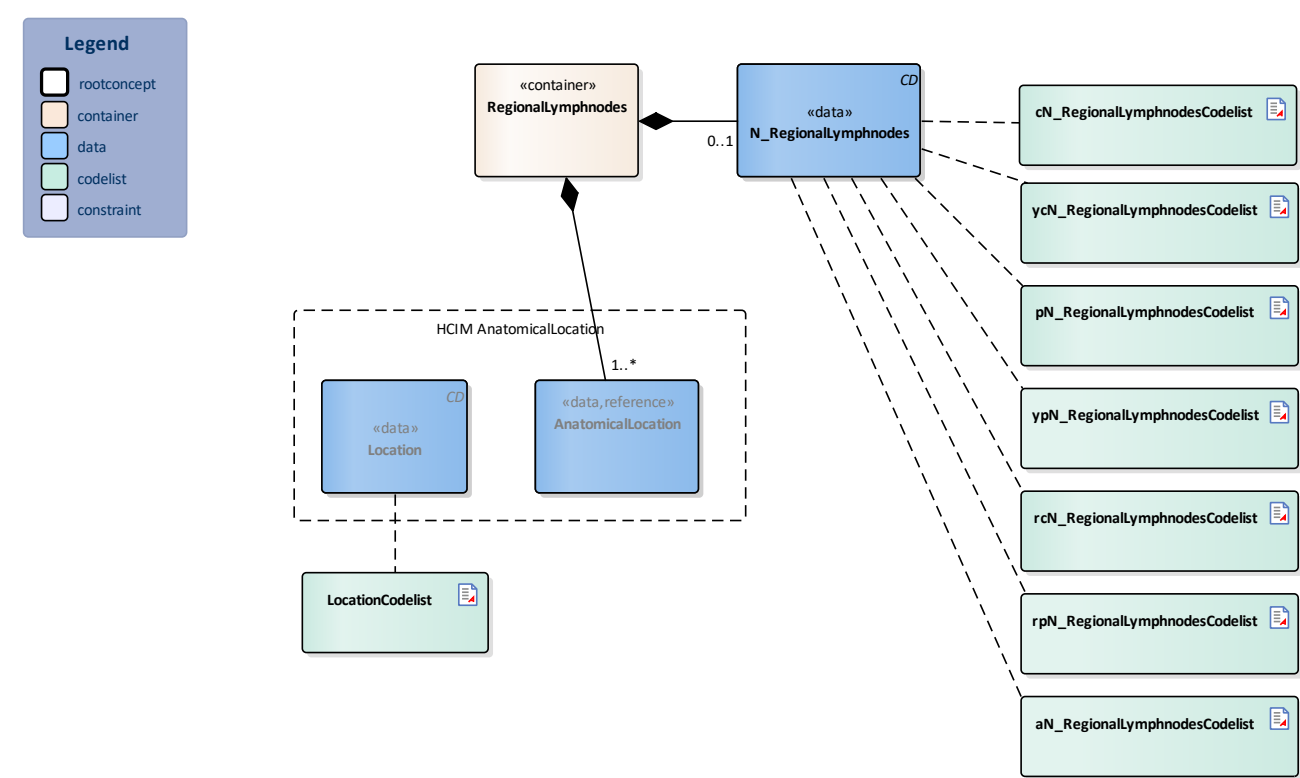 Legend
rootconcept
container
data
codelist
constraint
«container»
RegionalLymphnodes
0..1
CD
«data»
N_RegionalLymphnodes
cN_RegionalLymphnodesCodelist
ycN_RegionalLymphnodesCodelist
pN_RegionalLymphnodesCodelist
ypN_RegionalLymphnodesCodelist
rcN_RegionalLymphnodesCodelist
rpN_RegionalLymphnodesCodelist
aN_RegionalLymphnodesCodelist
HCIM AnatomicalLocation
1..*
CD
«data»
Location
«data,reference»
AnatomicalLocation
LocationCodelist